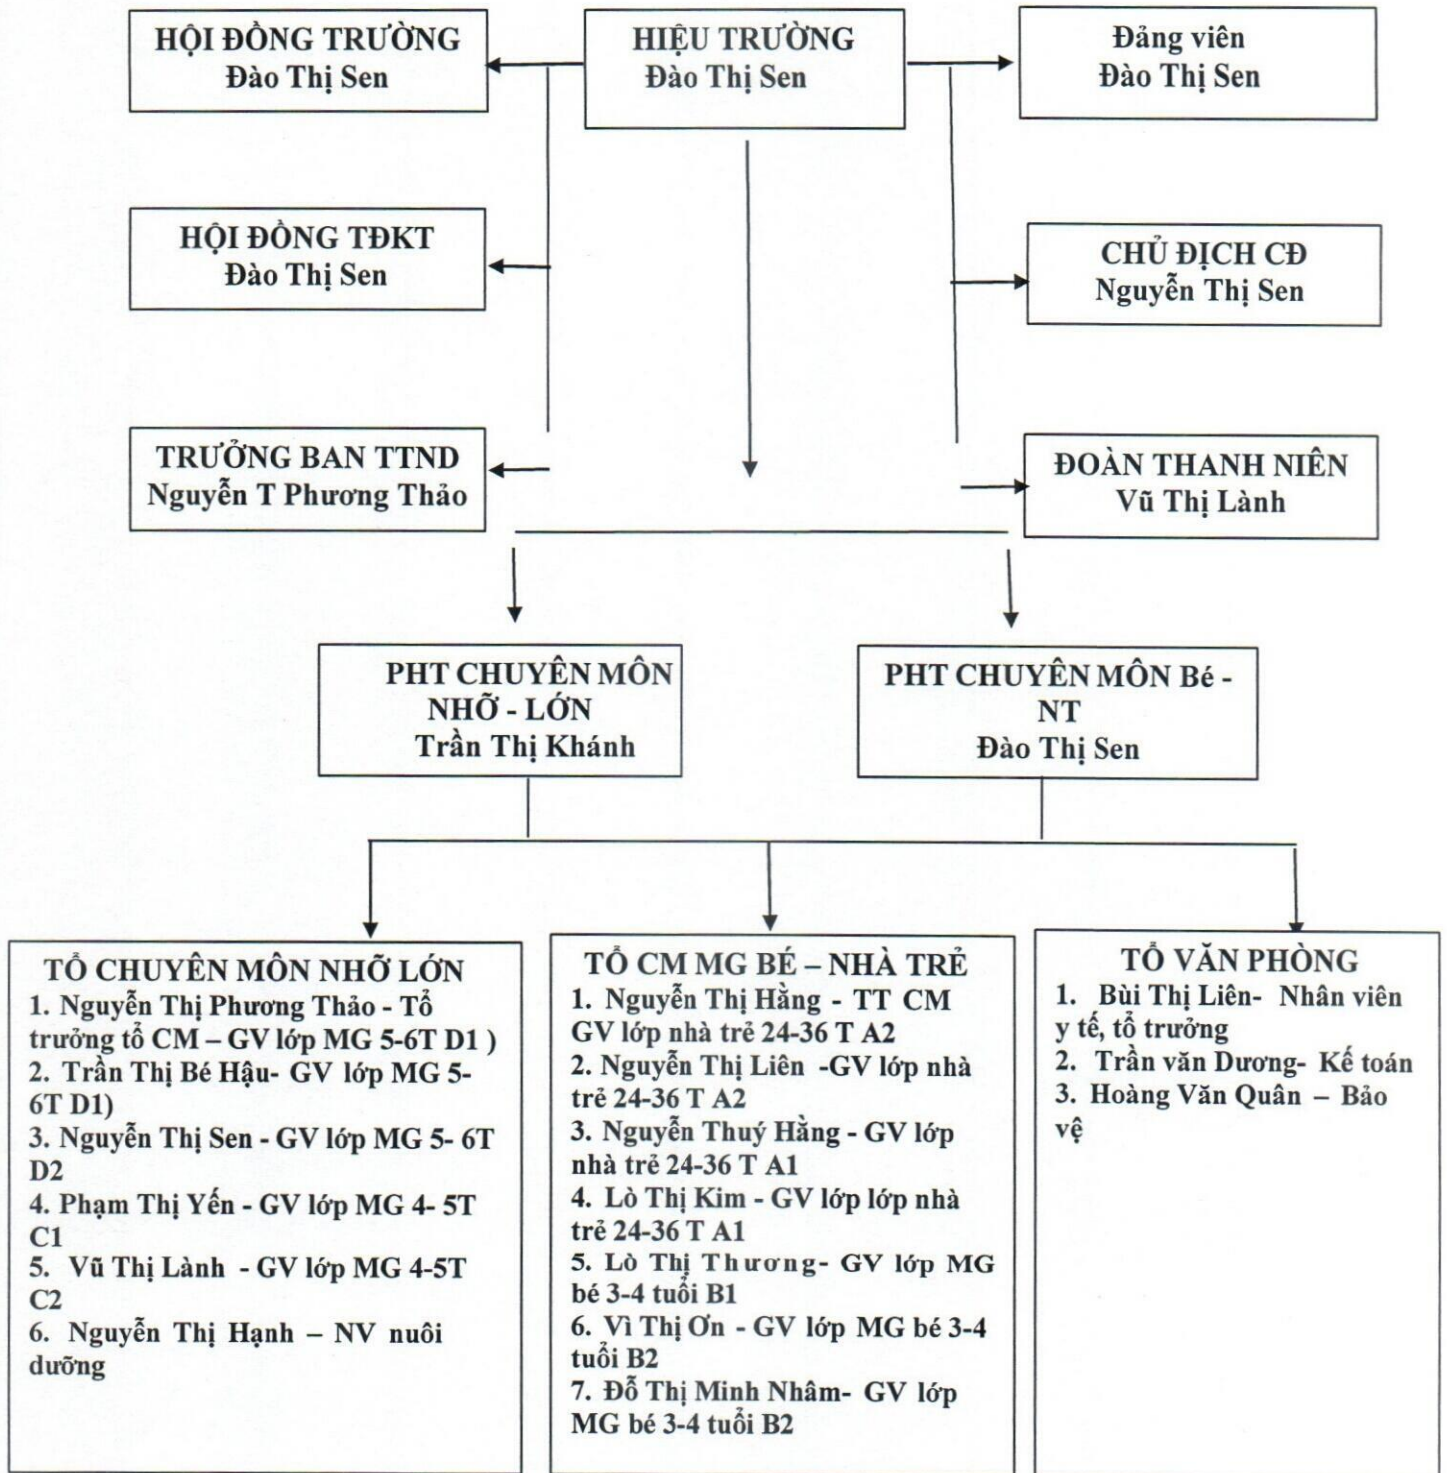 HỘI ĐỒNG TRƯỜNG
Đào Thị Sen
HIỆU TRƯỜNG
Đào Thị Sen
Đảng viên
Đào Thị Sen
HỘI ĐỒNG TĐKT
Đào Thị Sen
CHỦ ĐỊCH CĐ
Nguyễn Thị Sen
TRƯỞNG BAN TTND
Nguyễn T Phương Thảo
ĐOÀN THANH NIÊN
Vũ Thị Lành
PHT CHUYÊN MÔN
NHỠ - LỚN
Trần Thị Khánh
PHT CHUYÊN MÔN Bé -
NT
Đào Thị Sen
TỔ CHUYÊN MÔN NHỠ LỚN
1. Nguyễn Thị Phương Thảo - Tổ
trưởng tổ CM – GV lớp MG 5-6T D1 )
2. Trần Thị Bé Hậu- GV lớp MG 5-
6T D1)
3. Nguyễn Thị Sen - GV lớp MG 5- 6T
D2
4. Phạm Thị Yến - GV lớp MG 4- 5T
C1
5. Vũ Thị Lành - GV lớp MG 4-5T
C2
6. Nguyễn Thị Hạnh – NV nuôi
dưỡng
TỔ CM MG BÉ – NHÀ TRẺ
1. Nguyễn Thị Hằng - TT CM
GV lớp nhà trẻ 24-36 T A2
2. Nguyễn Thị Liên -GV lớp nhà
trẻ 24-36 T A2
3. Nguyễn Thuý Hằng - GV lớp
nhà trẻ 24-36 T A1
4. Lò Thị Kim - GV lớp lớp nhà
trẻ 24-36 T A1
5. Lò Thị Thương- GV lớp MG
bé 3-4 tuổi B1
6. Vì Thị Ơn - GV lớp MG bé 3-4
tuổi B2
7. Đỗ Thị Minh Nhâm- GV lớp
MG bé 3-4 tuổi B2
TỔ VĂN PHÒNG
1. Bùi Thị Liên- Nhân viên
y tế, tổ trưởng
2. Trần văn Dương- Kế toán
3. Hoàng Văn Quân – Bảo
vệ